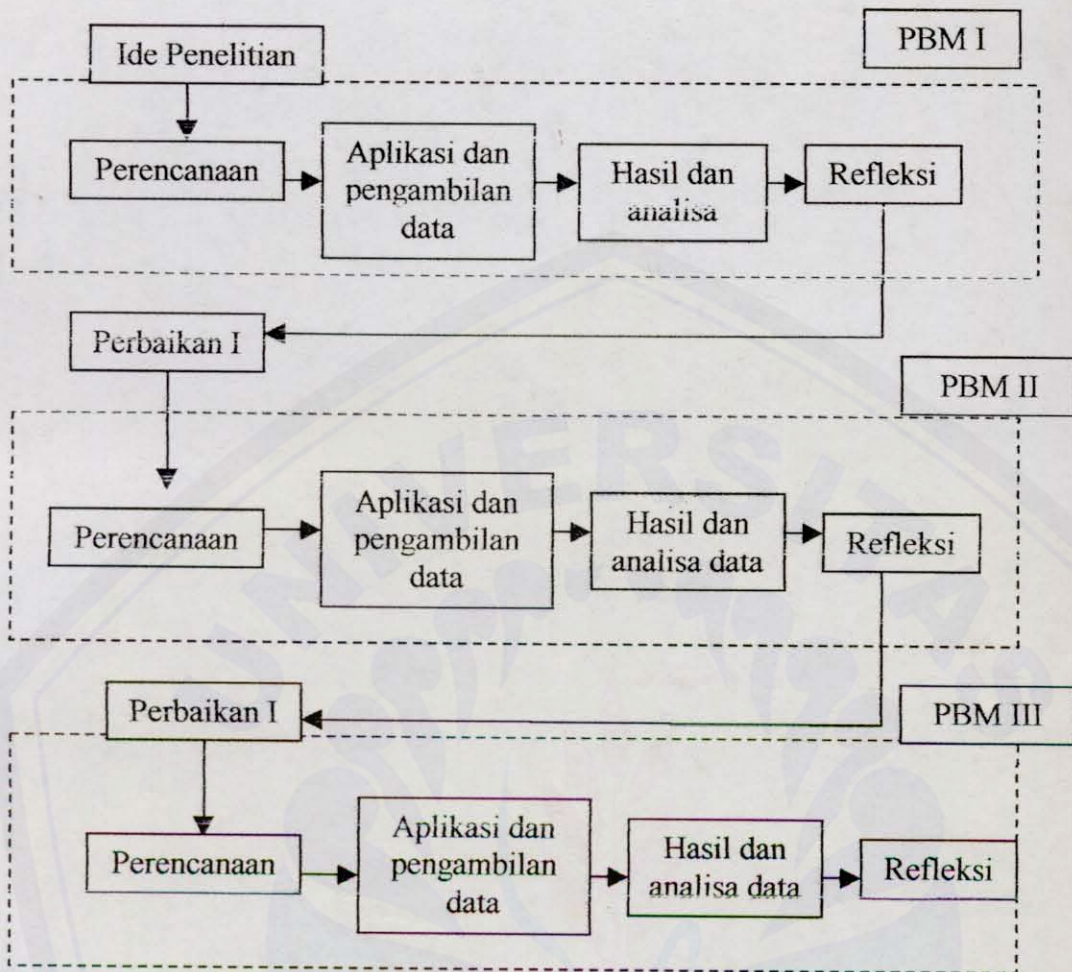 PBM I
Ide Penelitian
Perencanaan
Aplikasi dan
pengambilan
data
Hasil dan
analisa
Refleksi
Perbaikan I
PBM II
Perencanaan
Aplikasi dan
pengambilan
data
Hasil dan
analisa data
Refleksi
Perbaikan I
PBM III
Perencanaan
Aplikasi dan
pengambilan
data
Hasil dan
analisa data
Refleksi
UNIVERSITAS